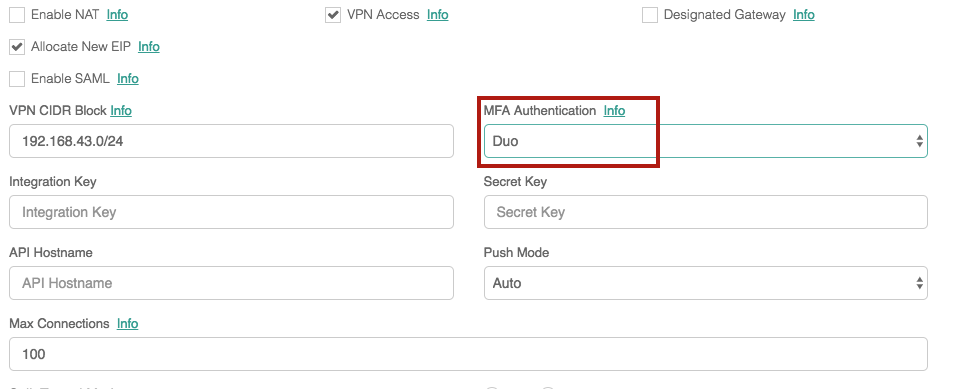 Enable NAT Info VPN Access Info Designated Gateway Info
Allocate New EIP Info
Enable SAML Info
VPN CIDR Block Info MFA Authentication Info
192.168.43.0/24 Duo
Integration Key Secret Key
Integration Key Secret Key
API Hostname Push Mode
API Hostname Auto
Max Connections Info
100